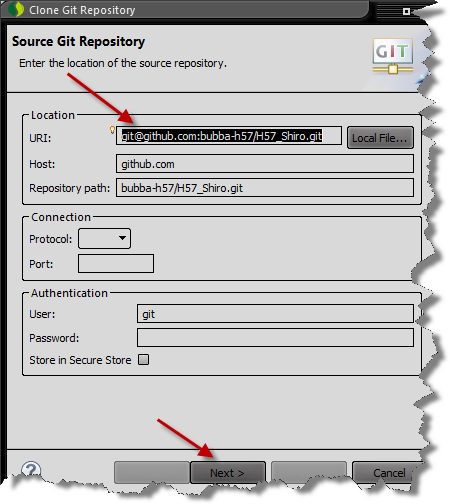 Clone Git Repository
Source Git Repository
Enter the location of the source repository.
GIT
Location
URI: git@github.com:bubba-h57/H57_Shiro.git Local File...
Host: github.com
Repository path: bubba-h57/H57_Shiro.git
Connection
Protocol:
Port:
Authentication
User: git
Password:
Store in Secure Store
? Next > Cancel